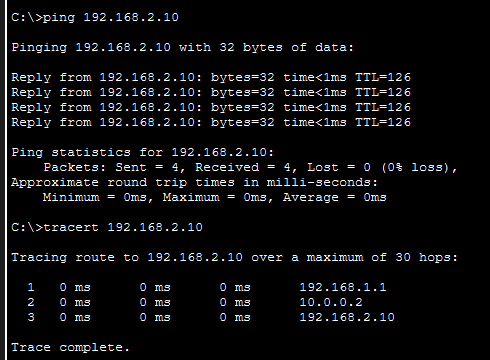 C:\>ping 192.168.2.10
Pinging 192.168.2.10 with 32 bytes of data:
Reply from 192.168.2.10: bytes=32 time<1ms TTL=126
Reply from 192.168.2.10: bytes=32 time<1ms TTL=126
Reply from 192.168.2.10: bytes=32 time<1ms TTL=126
Reply from 192.168.2.10: bytes=32 time<1ms TTL=126
Ping statistics for 192.168.2.10:
    Packets: Sent = 4, Received = 4, Lost = 0 (0% loss),
Approximate round trip times in milli-seconds:
    Minimum = 0ms, Maximum = 0ms, Average = 0ms
C:\>tracert 192.168.2.10
Tracing route to 192.168.2.10 over a maximum of 30 hops:
  1   0 ms      0 ms      0 ms      192.168.1.1
  2   0 ms      0 ms      0 ms      10.0.0.2
  3   0 ms      0 ms      0 ms      192.168.2.10
Trace complete.